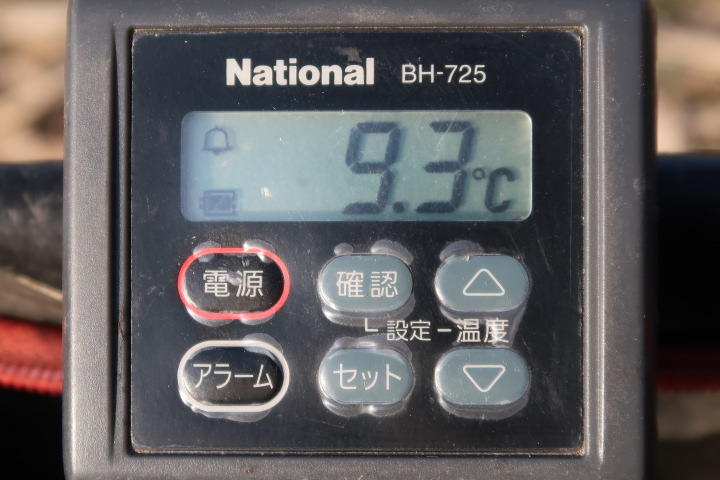 National BH-725
9.3℃
電源 確認 △
設定-温度
アラーム セット ▽